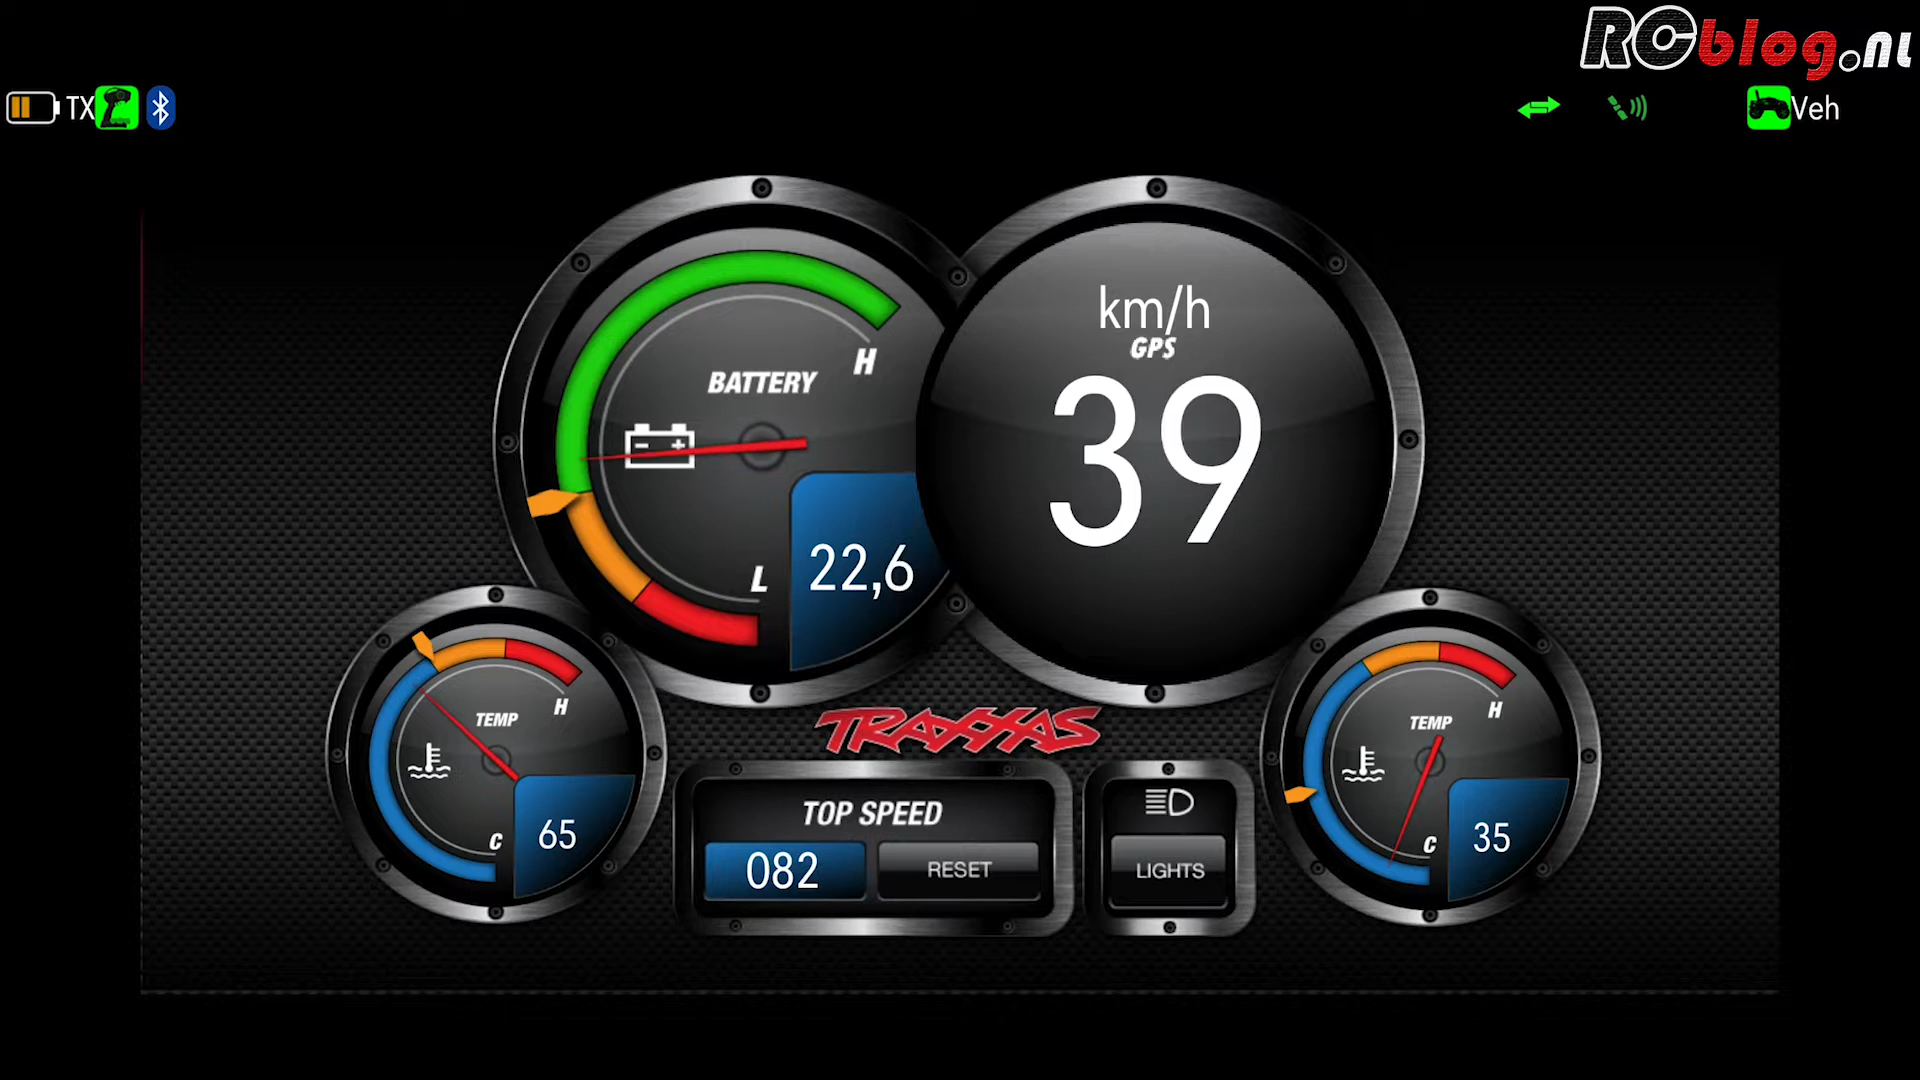 RCblog.nl
TX
Veh
BATTERY
H
L
22,6
km/h
GPS
39
TEMP
H
C
65
TRAXXAS
TOP SPEED
082
RESET
LIGHTS
TEMP
H
C
35